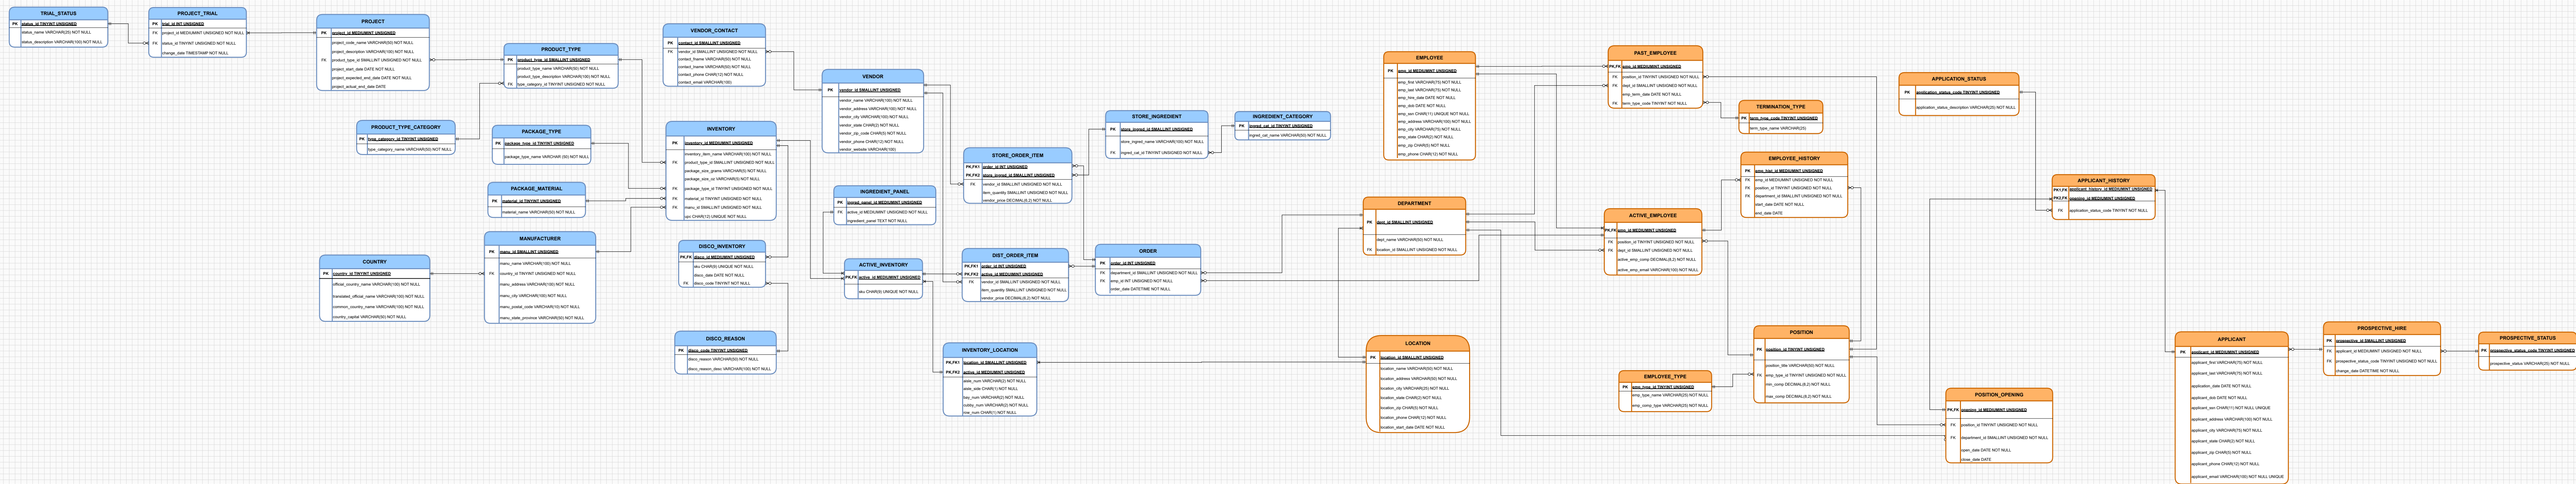 TRIAL_STATUS
PK status_id TINYINT UNSIGNED
status_name VARCHAR(25) NOT NULL
status_description VARCHAR(100) NOT NULL
PROJECT_TRIAL
PK trial_id INT UNSIGNED
FK project_id MEDIUMINT UNSIGNED NOT NULL
FK status_id TINYINT UNSIGNED NOT NULL
change_date TIMESTAMP NOT NULL
PROJECT
PK project_id MEDIUMINT UNSIGNED
project_code_name VARCHAR(50) NOT NULL
project_description VARCHAR(100) NOT NULL
FK product_type_id SMALLINT UNSIGNED NOT NULL
project_start_date DATE NOT NULL
project_expected_end_date DATE NOT NULL
project_actual_end_date DATE
PRODUCT_TYPE
PK product_type_id SMALLINT UNSIGNED
product_type_name VARCHAR(50) NOT NULL
product_type_description VARCHAR(100) NOT NULL
FK type_category_id TINYINT UNSIGNED NOT NULL
PRODUCT_TYPE_CATEGORY
PK type_category_id TINYINT UNSIGNED
type_category_name VARCHAR(50) NOT NULL
PACKAGE_TYPE
PK package_type_id TINYINT UNSIGNED
package_type_name VARCHAR (50) NOT NULL
PACKAGE_MATERIAL
PK material_id TINYINT UNSIGNED
material_name VARCHAR(50) NOT NULL
MANUFACTURER
PK manu_id SMALLINT UNSIGNED
manu_name VARCHAR(100) NOT NULL
FK country_id TINYINT UNSIGNED NOT NULL
manu_address VARCHAR(100) NOT NULL
manu_city VARCHAR(100) NOT NULL
manu_postal_code VARCHAR(10) NOT NULL
manu_state_province VARCHAR(50) NOT NULL
COUNTRY
PK country_id TINYINT UNSIGNED
official_country_name VARCHAR(100) NOT NULL
translated_official_name VARCHAR(100) NOT NULL
common_country_name VARCHAR(100) NOT NULL
country_capital VARCHAR(50) NOT NULL
VENDOR_CONTACT
PK contact_id SMALLINT UNSIGNED
FK vendor_id SMALLINT UNSIGNED NOT NULL
contact_fname VARCHAR(50) NOT NULL
contact_lname VARCHAR(50) NOT NULL
contact_phone CHAR(12) NOT NULL
contact_email VARCHAR(100)
INVENTORY
PK inventory_id MEDIUMINT UNSIGNED
inventory_item_name VARCHAR(100) NOT NULL
FK product_type_id SMALLINT UNSIGNED NOT NULL
package_size_grams VARCHAR(5) NOT NULL
package_size_oz VARCHAR(5) NOT NULL
FK package_type_id TINYINT UNSIGNED NOT NULL
FK material_id TINYINT UNSIGNED NOT NULL
FK manu_id SMALLINT UNSIGNED NOT NULL
upc CHAR(12) UNIQUE NOT NULL
DISCO_INVENTORY
PK,FK disco_id MEDIUMINT UNSIGNED
sku CHAR(8) UNIQUE NOT NULL
disco_date DATE NOT NULL
FK disco_code TINYINT NOT NULL
DISCO_REASON
PK disco_code TINYINT UNSIGNED
disco_reason VARCHAR(50) NOT NULL
disco_reason_desc VARCHAR(100) NOT NULL
VENDOR
PK vendor_id SMALLINT UNSIGNED
vendor_name VARCHAR(100) NOT NULL
vendor_address VARCHAR(100) NOT NULL
vendor_city VARCHAR(100) NOT NULL
vendor_state CHAR(2) NOT NULL
vendor_zip_code CHAR(5) NOT NULL
vendor_phone CHAR(12) NOT NULL
vendor_website VARCHAR(100)
INGREDIENT_PANEL
PK ingred_panel_id MEDIUMINT UNSIGNED
FK active_id MEDIUMINT UNSIGNED NOT NULL
ingredient_panel TEXT NOT NULL
ACTIVE_INVENTORY
PK,FK active_id MEDIUMINT UNSIGNED
sku CHAR(8) UNIQUE NOT NULL
STORE_ORDER_ITEM
PK,FK1 order_id INT UNSIGNED
PK,FK2 store_ingred_id SMALLINT UNSIGNED
FK vendor_id SMALLINT UNSIGNED NOT NULL
item_quantity SMALLINT UNSIGNED NOT NULL
vendor_price DECIMAL(6,2) NOT NULL
DIST_ORDER_ITEM
PK,FK1 order_id INT UNSIGNED
PK,FK2 active_id MEDIUMINT UNSIGNED
FK vendor_id SMALLINT UNSIGNED NOT NULL
item_quantity SMALLINT UNSIGNED NOT NULL
vendor_price DECIMAL(6,2) NOT NULL
INVENTORY_LOCATION
PK,FK1 location_id SMALLINT UNSIGNED
PK,FK2 active_id MEDIUMINT UNSIGNED
aisle_num VARCHAR(2) NOT NULL
aisle_side CHAR(1) NOT NULL
bay_num VARCHAR(2) NOT NULL
cubby_num VARCHAR(2) NOT NULL
row_num CHAR(1) NOT NULL
STORE_INGREDIENT
PK store_ingred_id SMALLINT UNSIGNED
store_ingred_name VARCHAR(100) NOT NULL
FK ingred_cat_id TINYINT UNSIGNED NOT NULL
INGREDIENT_CATEGORY
PK ingred_cat_id TINYINT UNSIGNED
ingred_cat_name VARCHAR(50) NOT NULL
ORDER
PK order_id INT UNSIGNED
FK department_id SMALLINT UNSIGNED NOT NULL
FK emp_id INT UNSIGNED NOT NULL
order_date DATETIME NOT NULL
EMPLOYEE
PK emp_id MEDIUMINT UNSIGNED
emp_first VARCHAR(75) NOT NULL
emp_last VARCHAR(75) NOT NULL
emp_hire_date DATE NOT NULL
emp_dob DATE NOT NULL
emp_ssn CHAR(11) UNIQUE NOT NULL
emp_address VARCHAR(100) NOT NULL
emp_city VARCHAR(75) NOT NULL
emp_state CHAR(2) NOT NULL
emp_zip CHAR(5) NOT NULL
emp_phone CHAR(12) NOT NULL
DEPARTMENT
PK dept_id SMALLINT UNSIGNED
dept_name VARCHAR(50) NOT NULL
FK location_id SMALLINT UNSIGNED NOT NULL
LOCATION
PK location_id SMALLINT UNSIGNED
location_name VARCHAR(50) NOT NULL
location_address VARCHAR(50) NOT NULL
location_city VARCHAR(25) NOT NULL
location_state CHAR(2) NOT NULL
location_zip CHAR(5) NOT NULL
location_phone CHAR(12) NOT NULL
location_start_date DATE NOT NULL
PAST_EMPLOYEE
PK,FK emp_id MEDIUMINT UNSIGNED
FK position_id TINYINT UNSIGNED NOT NULL
FK dept_id SMALLINT UNSIGNED NOT NULL
emp_term_date DATE NOT NULL
FK term_type_code TINYINT NOT NULL
TERMINATION_TYPE
PK term_type_code TINYINT UNSIGNED
term_type_name VARCHAR(25)
EMPLOYEE_HISTORY
PK emp_hist_id MEDIUMINT UNSIGNED
FK emp_id MEDIUMINT UNSIGNED NOT NULL
FK position_id TINYINT UNSIGNED NOT NULL
FK department_id SMALLINT UNSIGNED NOT NULL
start_date DATE NOT NULL
end_date DATE
ACTIVE_EMPLOYEE
PK,FK emp_id MEDIUMINT UNSIGNED
FK position_id TINYINT UNSIGNED NOT NULL
FK dept_id SMALLINT UNSIGNED NOT NULL
active_emp_comp DECIMAL(8,2) NOT NULL
active_emp_email VARCHAR(100) NOT NULL
POSITION
PK position_id TINYINT UNSIGNED
position_title VARCHAR(50) NOT NULL
FK emp_type_id TINYINT UNSIGNED NOT NULL
min_comp DECIMAL(8,2) NOT NULL
max_comp DECIMAL(8,2) NOT NULL
EMPLOYEE_TYPE
PK emp_type_id TINYINT UNSIGNED
emp_type_name VARCHAR(25) NOT NULL
emp_comp_type VARCHAR(25) NOT NULL
APPLICATION_STATUS
PK application_status_code TINYINT UNSIGNED
application_status_description VARCHAR(25) NOT NULL
APPLICANT_HISTORY
PK1,FK applicant_history_id MEDIUMINT UNSIGNED
PK2,FK opening_id MEDIUMINT UNSIGNED
FK application_status_code TINYINT NOT NULL
POSITION_OPENING
PK,FK opening_id MEDIUMINT UNSIGNED
FK position_id TINYINT UNSIGNED NOT NULL
FK department_id SMALLINT UNSIGNED NOT NULL
open_date DATE NOT NULL
close_date DATE
APPLICANT
PK applicant_id MEDIUMINT UNSIGNED
applicant_first VARCHAR(75) NOT NULL
applicant_last VARCHAR(75) NOT NULL
application_date DATE NOT NULL
applicant_dob DATE NOT NULL
applicant_ssn CHAR(11) NOT NULL UNIQUE
applicant_address VARCHAR(100) NOT NULL
applicant_city VARCHAR(75) NOT NULL
applicant_state CHAR(2) NOT NULL
applicant_zip CHAR(5) NOT NULL
applicant_phone CHAR(12) NOT NULL
applicant_email VARCHAR(100) NOT NULL UNIQUE
PROSPECTIVE_HIRE
PK prospective_id SMALLINT UNSIGNED
FK applicant_id MEDIUMINT UNSIGNED NOT NULL
FK prospective_status_code TINYINT UNSIGNED NOT NULL
change_date DATETIME NOT NULL
PROSPECTIVE_STATUS
PK prospective_status_code TINYINT UNSIGNED
prospective_status VARCHAR(25) NOT NULL